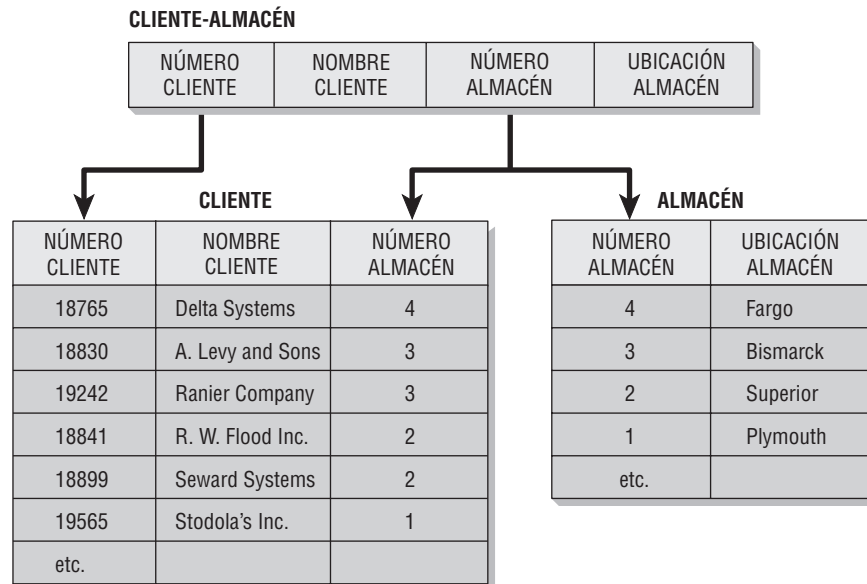 CLIENTE-ALMACÉN
NÚMERO CLIENTE NOMBRE CLIENTE NÚMERO ALMACÉN UBICACIÓN ALMACÉN
CLIENTE
NÚMERO CLIENTE NOMBRE CLIENTE NÚMERO ALMACÉN
18765 Delta Systems 4
18830 A. Levy and Sons 3
19242 Ranier Company 3
18841 R. W. Flood Inc. 2
18899 Seward Systems 2
19565 Stodola's Inc. 1
etc.
ALMACÉN
NÚMERO ALMACÉN UBICACIÓN ALMACÉN
4 Fargo
3 Bismarck
2 Superior
1 Plymouth
etc.